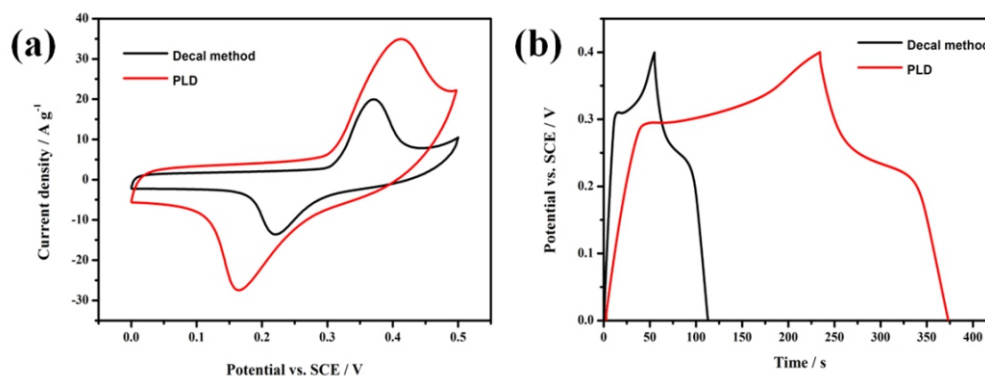 (a)
Decal method
PLD
Current density / A g⁻¹
40
35
30
20
10
0
-10
-20
-30
0.0 0.1 0.2 0.3 0.4 0.5
Potential vs. SCE / V
(b)
Decal method
PLD
Potential vs. SCE / V
0.4
0.3
0.2
0.1
0.0
0 50 100 150 200 250 300 350 400
Time / s